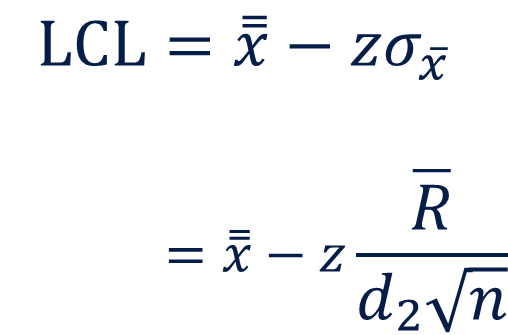 LCL = x̿ − zσ_x̅
= x̿ − z R̅ / d₂√n